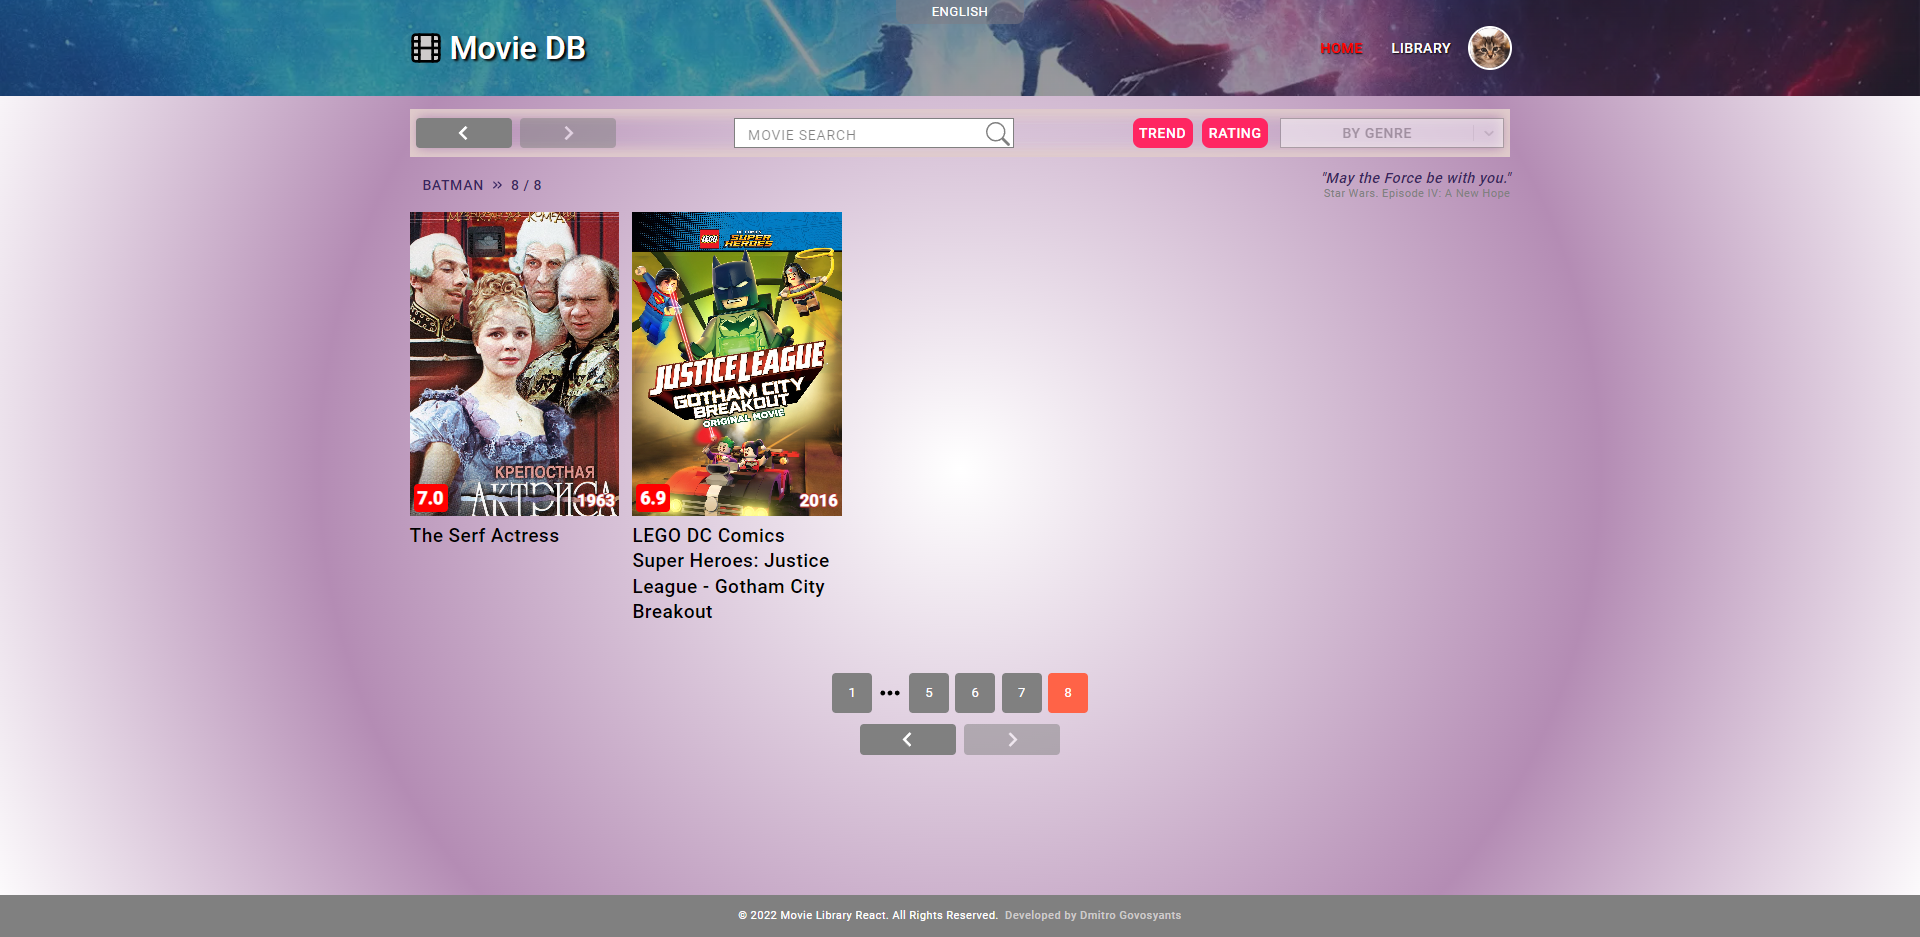 ENGLISH
Movie DB
HOME
LIBRARY
MOVIE SEARCH
TREND
RATING
BY GENRE
BATMAN » 8 / 8
"May the Force be with you."
Star Wars. Episode IV: A New Hope
КРЕПОСТНАЯ
АКТРИСА
7.0
1963
The Serf Actress
LEGO
SUPER
HEROES
JUSTICE LEAGUE
GOTHAM CITY
BREAKOUT
ORIGINAL MOVIE
6.9
2016
LEGO DC Comics
Super Heroes: Justice
League - Gotham City
Breakout
1 ••• 5 6 7 8
© 2022 Movie Library React. All Rights Reserved. Developed by Dmitro Govosyants